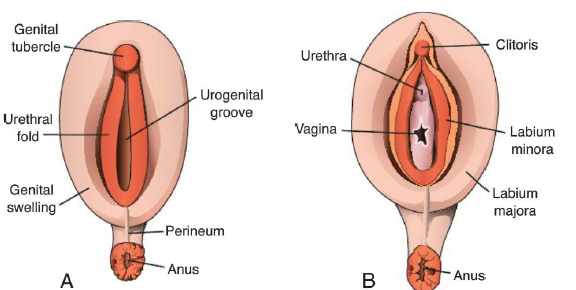 Genital
tubercle
Urogenital
groove
Urethral
fold
Genital
swelling
Perineum
Anus
A
Clitoris
Urethra
Vagina
Labium
minora
Labium
majora
Anus
B